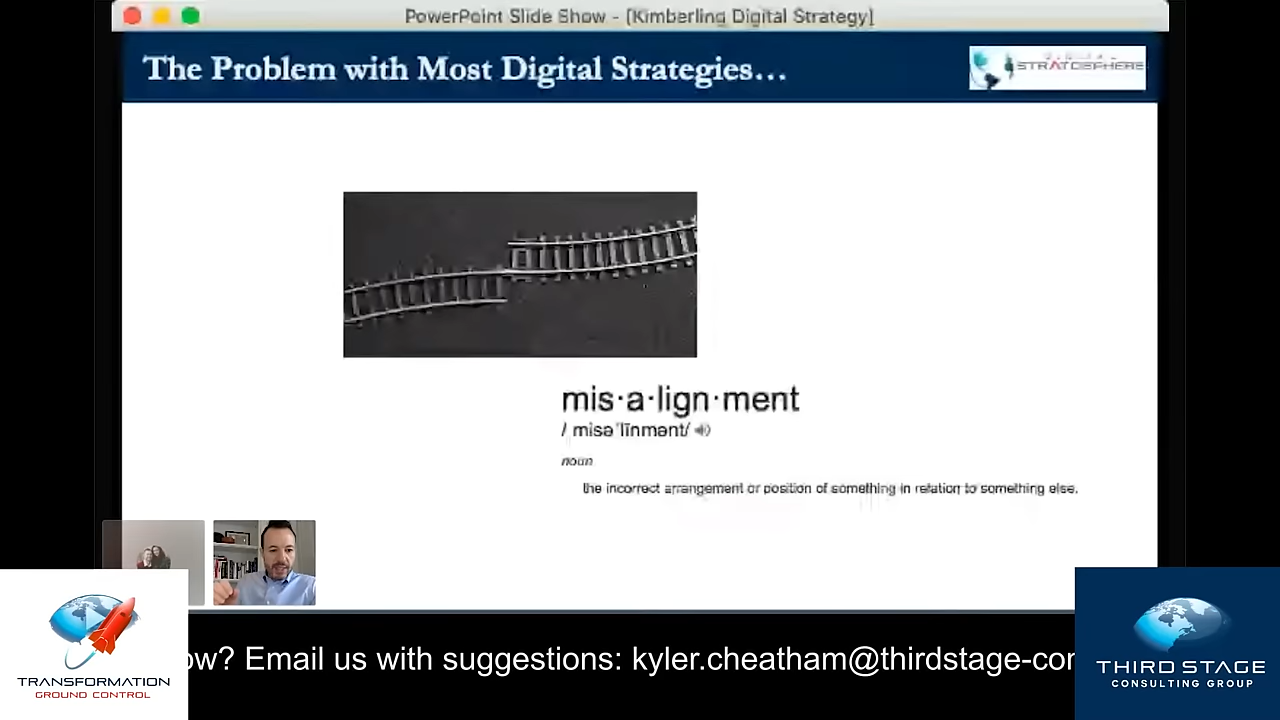 PowerPoint Slide Show - [Kimberling Digital Strategy]
The Problem with Most Digital Strategies...
STRATOSPHERE
mis·a·lign·ment
/ misəˈlīnmənt/
noun
the incorrect arrangement or position of something in relation to something else.
ow? Email us with suggestions: kyler.cheatham@thirdstage-con
TRANSFORMATION
GROUND CONTROL
THIRD STAGE
CONSULTING GROUP